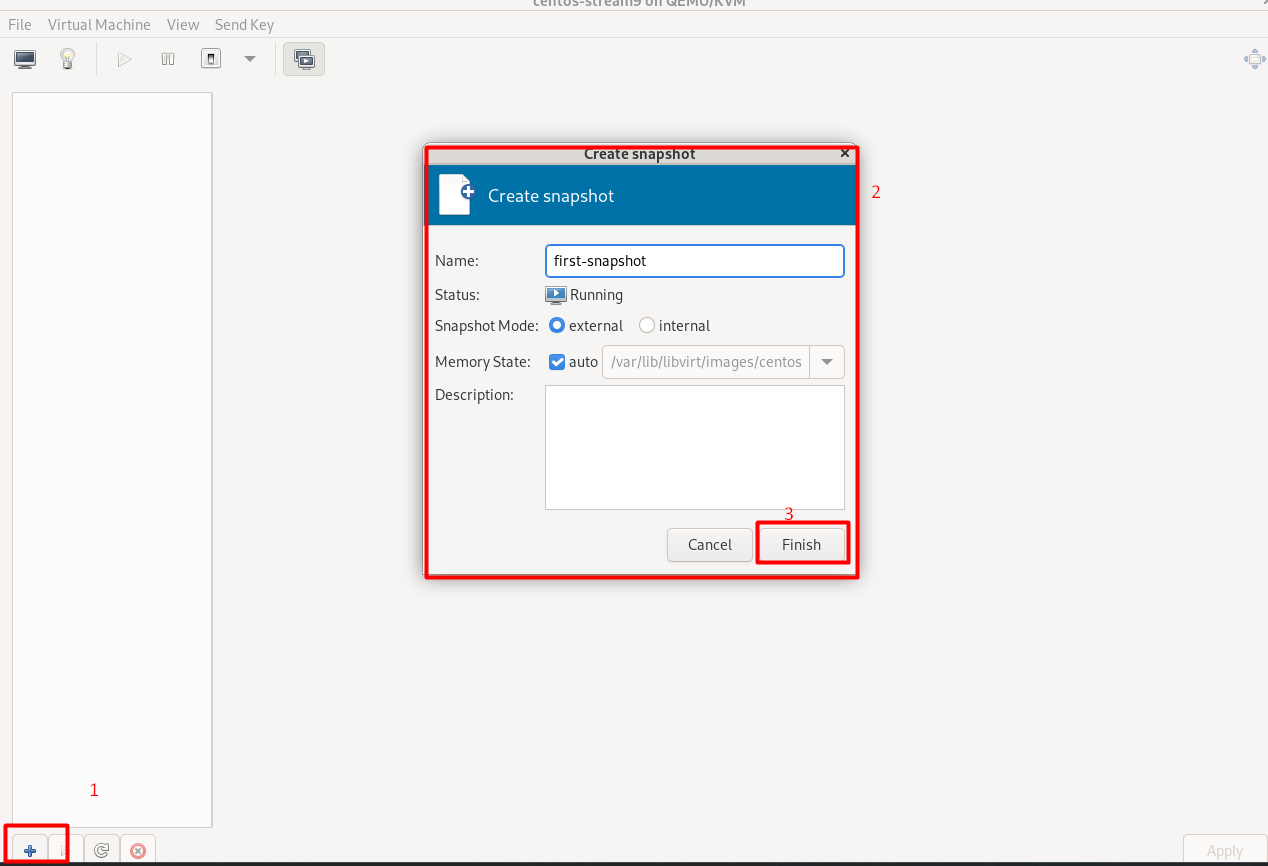 centos-stream9 on QEMU/KVM
File Virtual Machine View Send Key
Create snapshot
Create snapshot
2
Name: first-snapshot
Status: Running
Snapshot Mode: external internal
Memory State: auto /var/lib/libvirt/images/centos
Description:
3
Cancel Finish
1
Apply